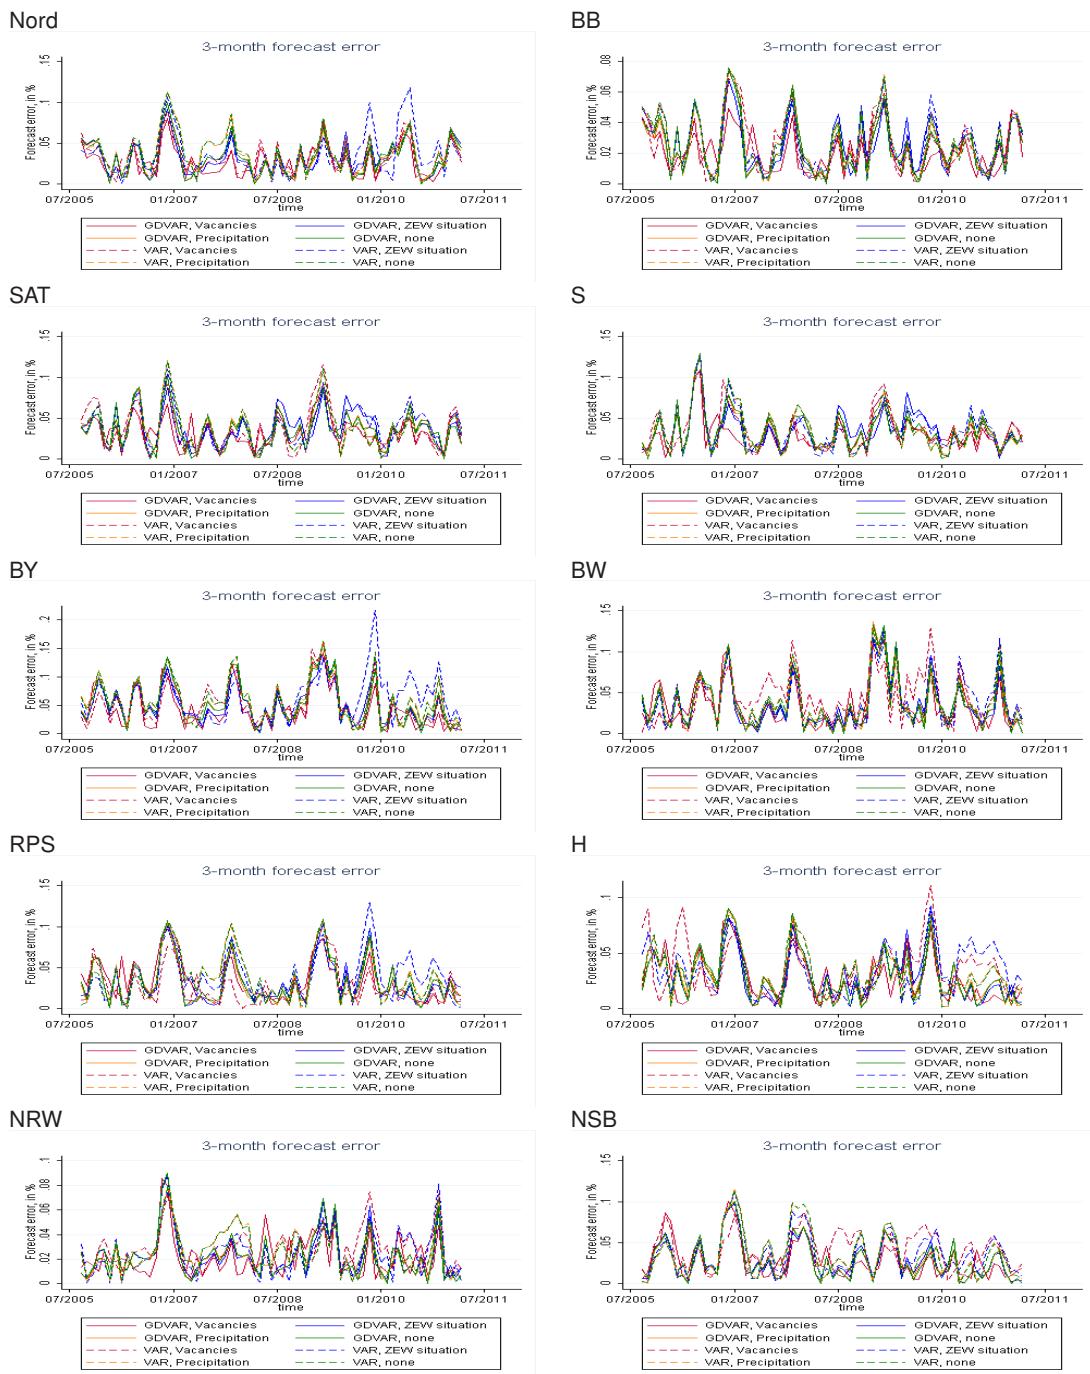 Nord
3-month forecast error
Forecast error, in %
0 .05 .1 .15
07/2005 01/2007 07/2008 01/2010 07/2011
time
GDVAR, Vacancies GDVAR, ZEW situation
GDVAR, Precipitation GDVAR, none
VAR, Vacancies VAR, ZEW situation
VAR, Precipitation VAR, none
BB
3-month forecast error
Forecast error, in %
0 .02 .04 .06 .08
07/2005 01/2007 07/2008 01/2010 07/2011
time
GDVAR, Vacancies GDVAR, ZEW situation
GDVAR, Precipitation GDVAR, none
VAR, Vacancies VAR, ZEW situation
VAR, Precipitation VAR, none
SAT
3-month forecast error
Forecast error, in %
0 .05 .1 .15
07/2005 01/2007 07/2008 01/2010 07/2011
time
GDVAR, Vacancies GDVAR, ZEW situation
GDVAR, Precipitation GDVAR, none
VAR, Vacancies VAR, ZEW situation
VAR, Precipitation VAR, none
S
3-month forecast error
Forecast error, in %
0 .05 .1 .15
07/2005 01/2007 07/2008 01/2010 07/2011
time
GDVAR, Vacancies GDVAR, ZEW situation
GDVAR, Precipitation GDVAR, none
VAR, Vacancies VAR, ZEW situation
VAR, Precipitation VAR, none
BY
3-month forecast error
Forecast error, in %
0 .05 .1 .15 .2
07/2005 01/2007 07/2008 01/2010 07/2011
time
GDVAR, Vacancies GDVAR, ZEW situation
GDVAR, Precipitation GDVAR, none
VAR, Vacancies VAR, ZEW situation
VAR, Precipitation VAR, none
BW
3-month forecast error
Forecast error, in %
0 .05 .1 .15
07/2005 01/2007 07/2008 01/2010 07/2011
time
GDVAR, Vacancies GDVAR, ZEW situation
GDVAR, Precipitation GDVAR, none
VAR, Vacancies VAR, ZEW situation
VAR, Precipitation VAR, none
RPS
3-month forecast error
Forecast error, in %
0 .05 .1 .15
07/2005 01/2007 07/2008 01/2010 07/2011
time
GDVAR, Vacancies GDVAR, ZEW situation
GDVAR, Precipitation GDVAR, none
VAR, Vacancies VAR, ZEW situation
VAR, Precipitation VAR, none
H
3-month forecast error
Forecast error, in %
0 .05 .1
07/2005 01/2007 07/2008 01/2010 07/2011
time
GDVAR, Vacancies GDVAR, ZEW situation
GDVAR, Precipitation GDVAR, none
VAR, Vacancies VAR, ZEW situation
VAR, Precipitation VAR, none
NRW
3-month forecast error
Forecast error, in %
0 .02 .04 .06 .08 .1
07/2005 01/2007 07/2008 01/2010 07/2011
time
GDVAR, Vacancies GDVAR, ZEW situation
GDVAR, Precipitation GDVAR, none
VAR, Vacancies VAR, ZEW situation
VAR, Precipitation VAR, none
NSB
3-month forecast error
Forecast error, in %
0 .05 .1 .15
07/2005 01/2007 07/2008 01/2010 07/2011
time
GDVAR, Vacancies GDVAR, ZEW situation
GDVAR, Precipitation GDVAR, none
VAR, Vacancies VAR, ZEW situation
VAR, Precipitation VAR, none